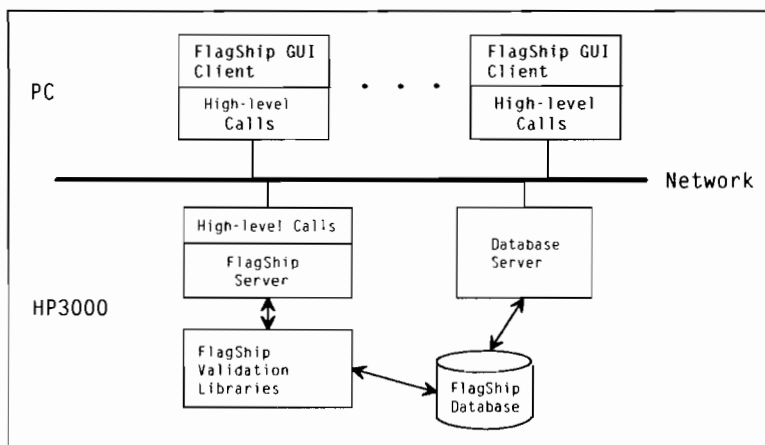 FlagShip GUI
Client
High-level
Calls
. . .
FlagShip GUI
Client
High-level
Calls
PC
Network
High-level Calls
FlagShip
Server
Database
Server
HP3000
FlagShip
Validation
Libraries
FlagShip
Database